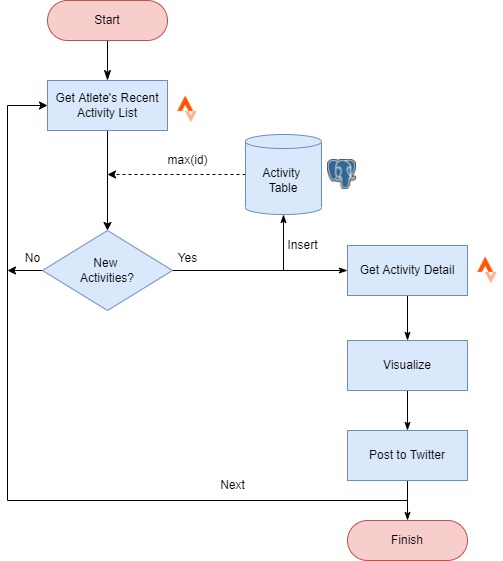 Start
Get Atlete's Recent
Activity List
max(id)
Activity
Table
No
New
Activities?
Yes
Insert
Get Activity Detail
Visualize
Post to Twitter
Next
Finish